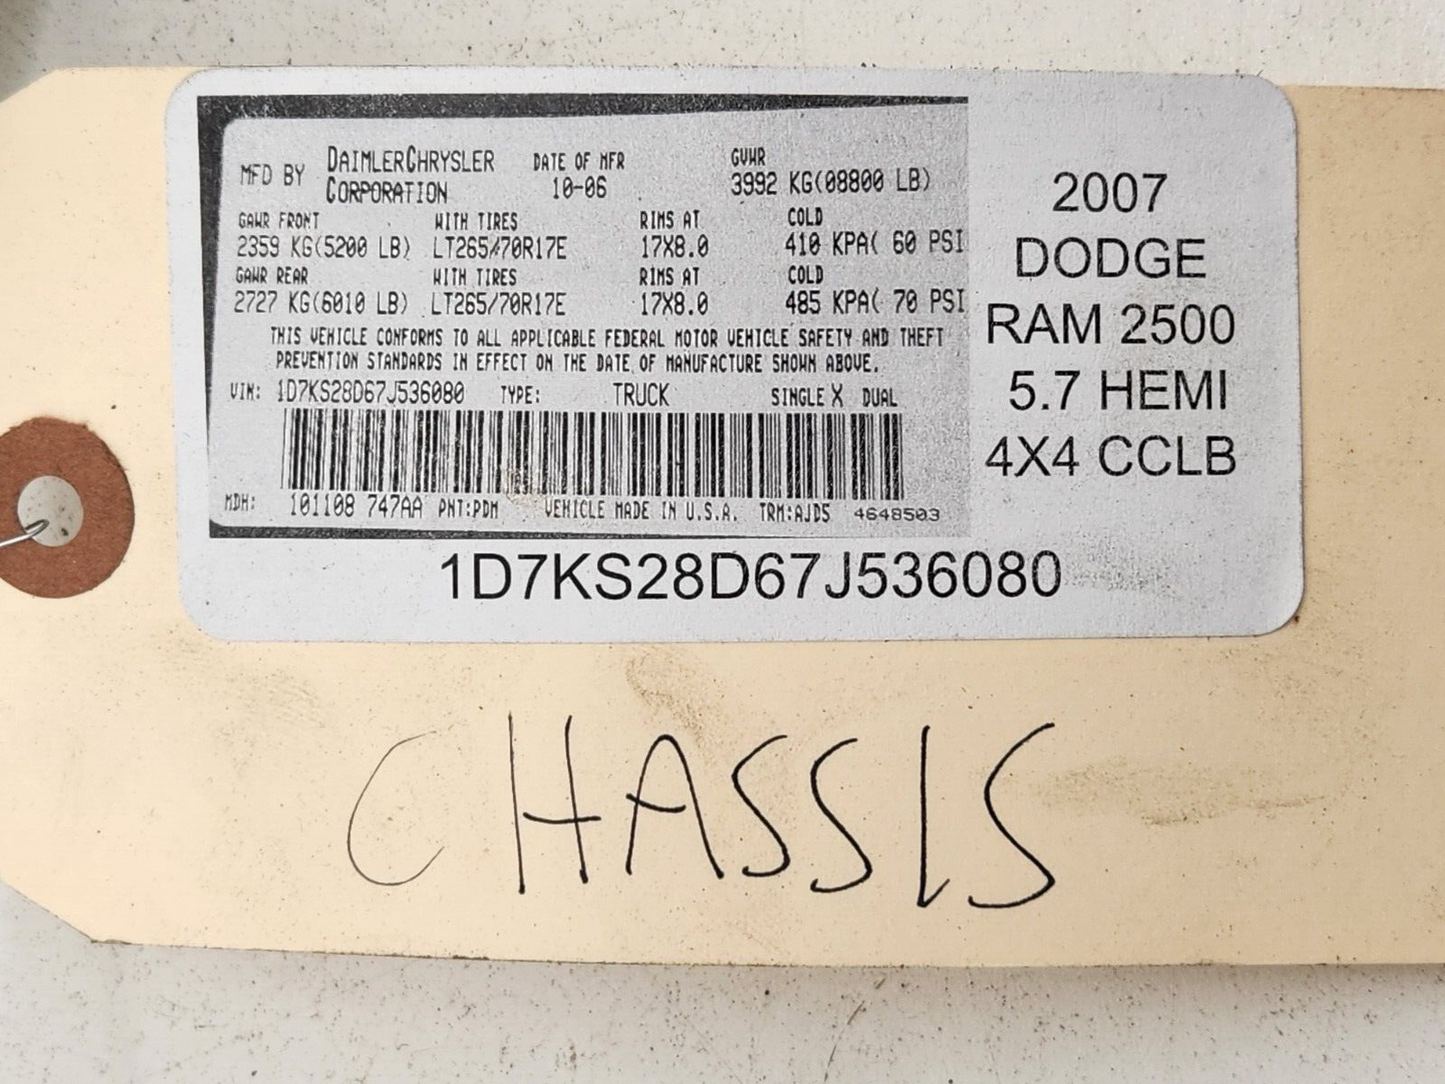 MFD BY DAIMLERCHRYSLER CORPORATION DATE OF MFR 10-06 GVWR 3992 KG(08800 LB)
GAWR FRONT WITH TIRES RIMS AT COLD
2359 KG(5200 LB) LT265/70R17E 17X8.0 410 KPA( 60 PSI
GAWR REAR WITH TIRES RIMS AT COLD
2727 KG(6010 LB) LT265/70R17E 17X8.0 485 KPA( 70 PSI
THIS VEHICLE CONFORMS TO ALL APPLICABLE FEDERAL MOTOR VEHICLE SAFETY AND THEFT
PREVENTION STANDARDS IN EFFECT ON THE DATE OF MANUFACTURE SHOWN ABOVE.
VIN: 1D7KS28D67J536080 TYPE: TRUCK SINGLE X DUAL
MDH: 101108 747AA PNT:PDM VEHICLE MADE IN U.S.A. TRM:AJD5 4648503
2007
DODGE
RAM 2500
5.7 HEMI
4X4 CCLB
1D7KS28D67J536080
CHASSIS